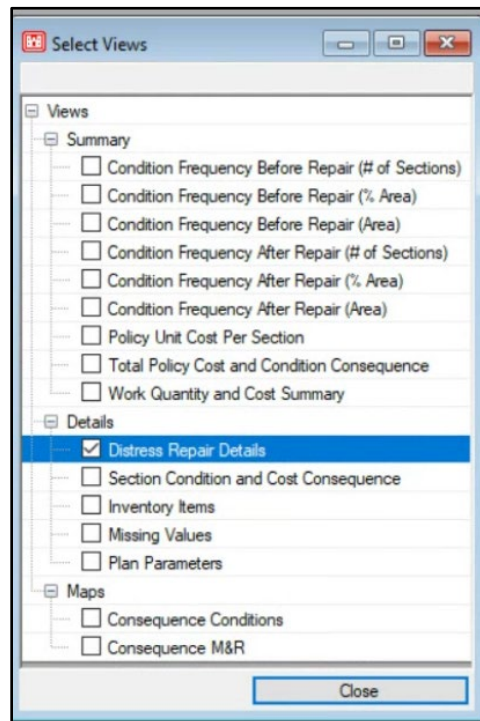 Select Views
Views
Summary
Condition Frequency Before Repair (# of Sections)
Condition Frequency Before Repair (% Area)
Condition Frequency Before Repair (Area)
Condition Frequency After Repair (# of Sections)
Condition Frequency After Repair (% Area)
Condition Frequency After Repair (Area)
Policy Unit Cost Per Section
Total Policy Cost and Condition Consequence
Work Quantity and Cost Summary
Details
Distress Repair Details
Section Condition and Cost Consequence
Inventory Items
Missing Values
Plan Parameters
Maps
Consequence Conditions
Consequence M&R
Close